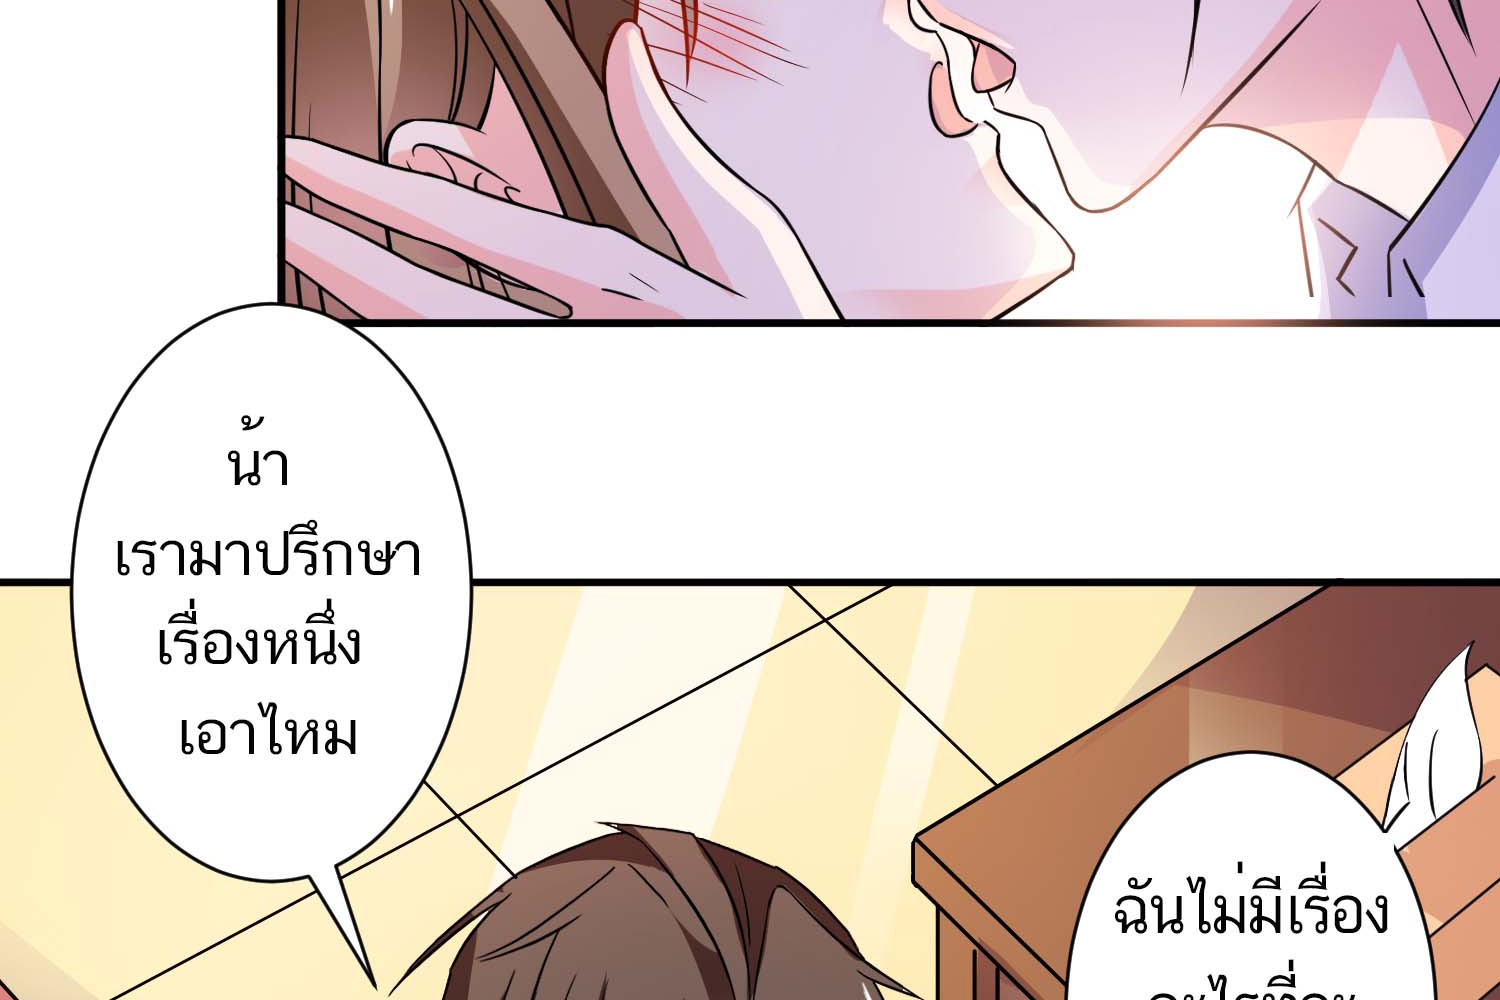 น้า
เรามาปรึกษา
เรื่องหนึ่ง
เอาไหม
ฉันไม่มีเรื่อง